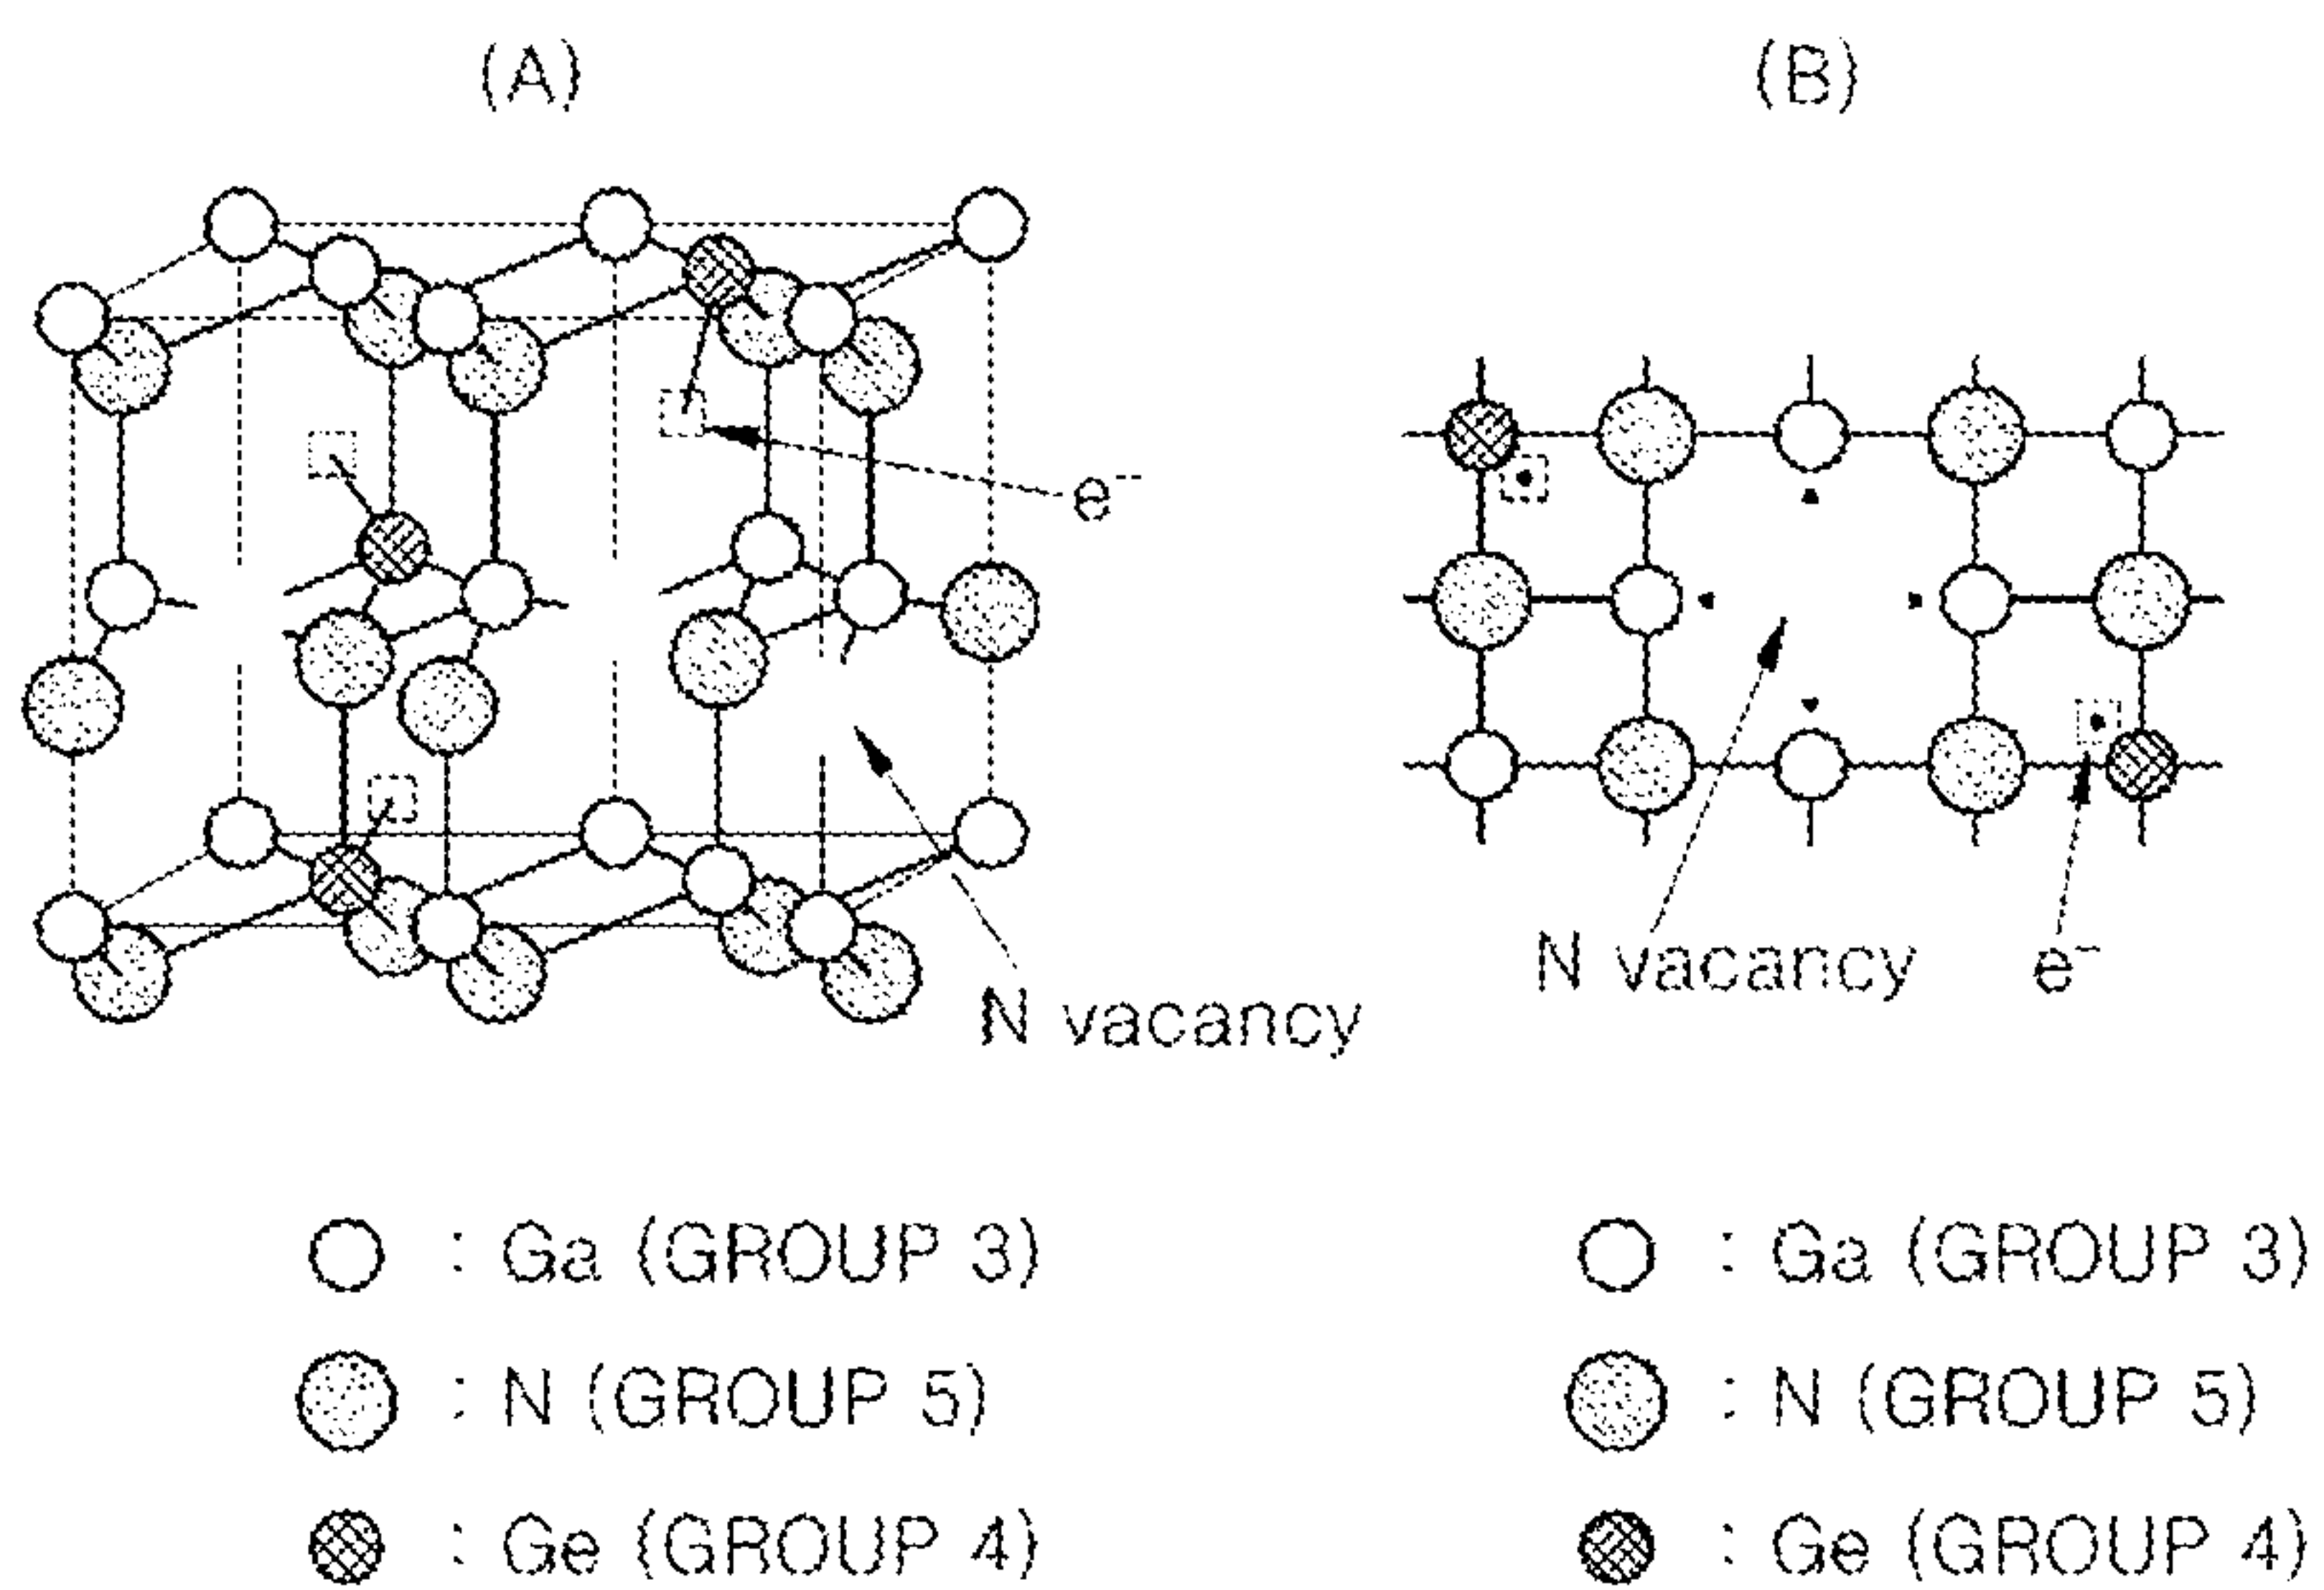 (A)
(B)
e⁻
N vacancy
N vacancy
e⁻
: Ga (GROUP 3)
: N (GROUP 5)
: Ge (GROUP 4)
: Ga (GROUP 3)
: N (GROUP 5)
: Ge (GROUP 4)